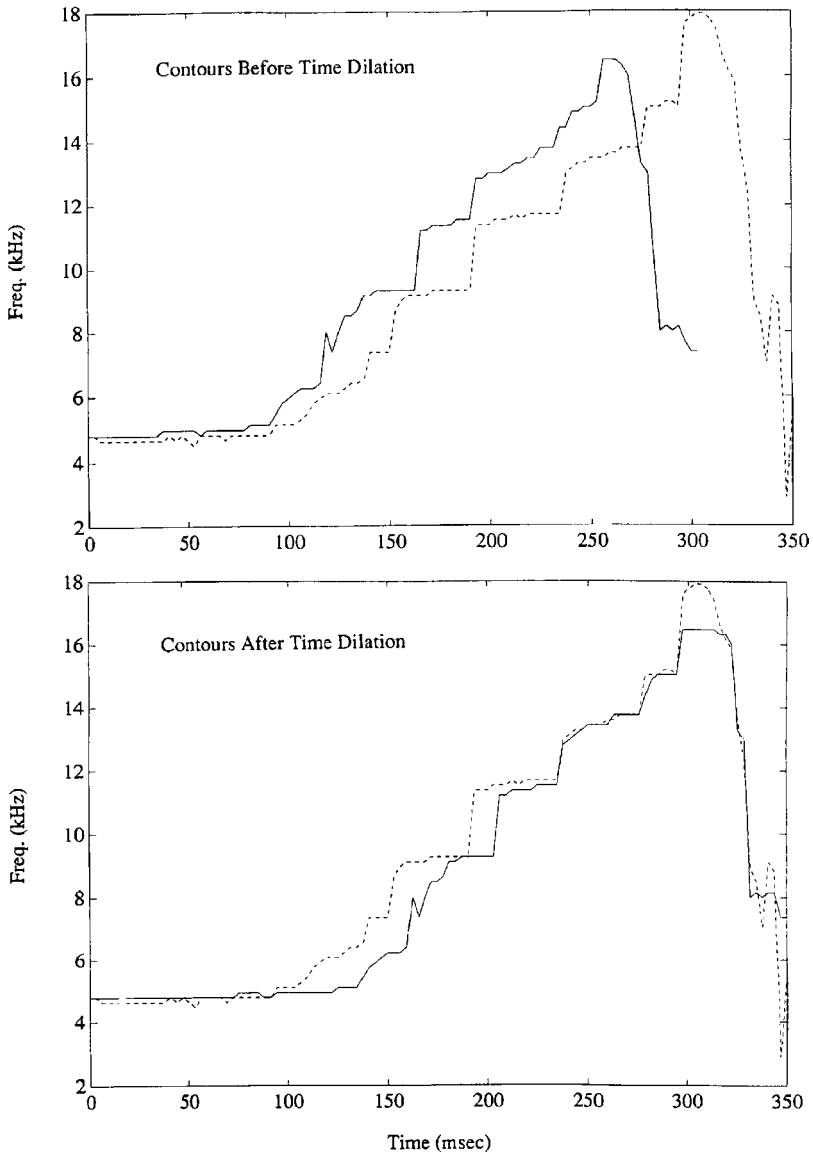 18
16
14
12
10
8
6
4
2
Freq. (kHz)
Contours Before Time Dilation
0 50 100 150 200 250 300 350
18
16
14
12
10
8
6
4
2
Freq. (kHz)
Contours After Time Dilation
0 50 100 150 200 250 300 350
Time (msec)